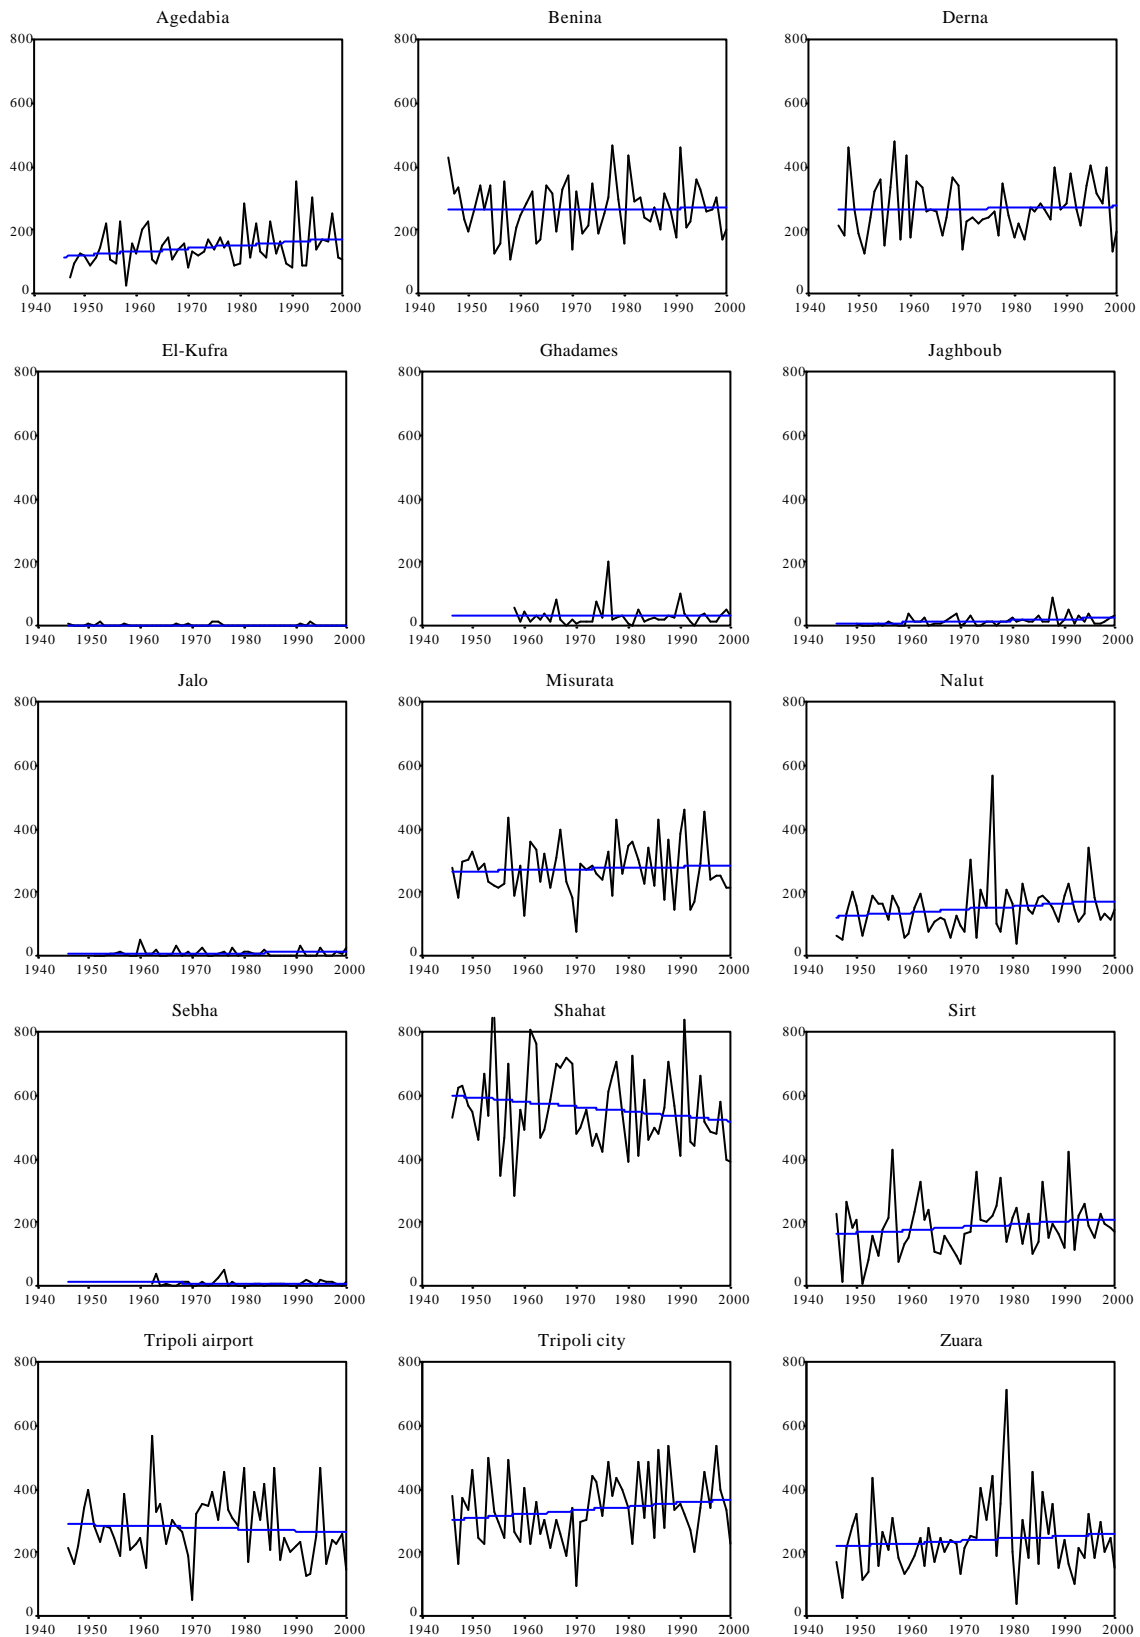 Agedabia Benina Derna
800 800 800
600 600 600
400 400 400
200 200 200
0 0 0
1940 1950 1960 1970 1980 1990 2000 1940 1950 1960 1970 1980 1990 2000 1940 1950 1960 1970 1980 1990 2000
El-Kufra Ghadames Jaghboub
800 800 800
600 600 600
400 400 400
200 200 200
0 0 0
1940 1950 1960 1970 1980 1990 2000 1940 1950 1960 1970 1980 1990 2000 1940 1950 1960 1970 1980 1990 2000
Jalo Misurata Nalut
800 800 800
600 600 600
400 400 400
200 200 200
0 0 0
1940 1950 1960 1970 1980 1990 2000 1940 1950 1960 1970 1980 1990 2000 1940 1950 1960 1970 1980 1990 2000
Sebha Shahat Sirt
800 800 800
600 600 600
400 400 400
200 200 200
0 0 0
1940 1950 1960 1970 1980 1990 2000 1940 1950 1960 1970 1980 1990 2000 1940 1950 1960 1970 1980 1990 2000
Tripoli airport Tripoli city Zuara
800 800 800
600 600 600
400 400 400
200 200 200
0 0 0
1940 1950 1960 1970 1980 1990 2000 1940 1950 1960 1970 1980 1990 2000 1940 1950 1960 1970 1980 1990 2000